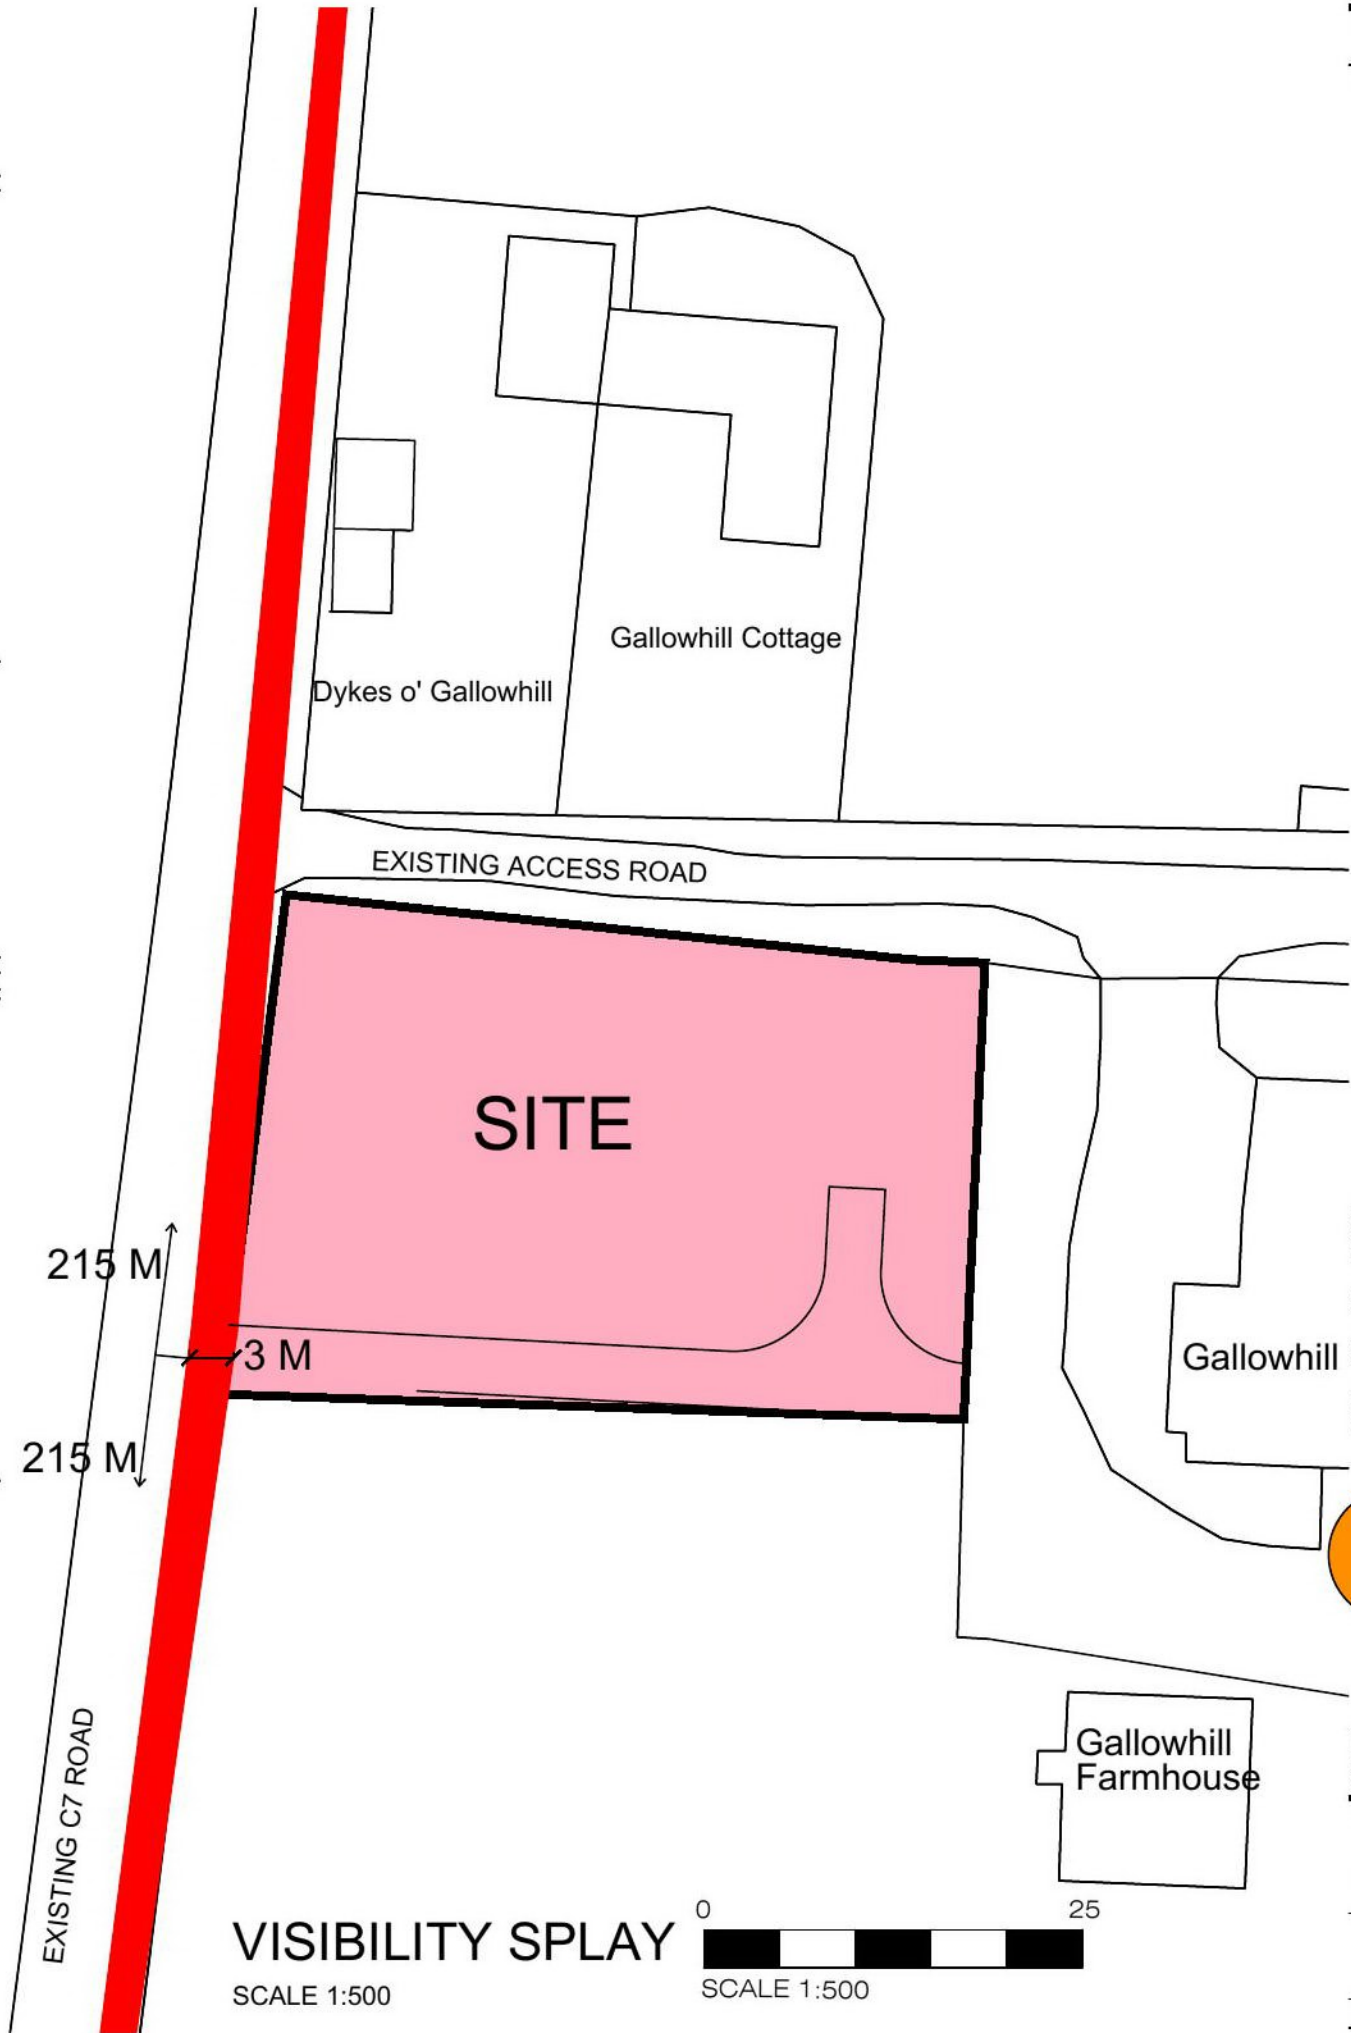 Gallowhill Cottage
Dykes o' Gallowhill
EXISTING ACCESS ROAD
SITE
215 M
3 M
Gallowhill
215 M
EXISTING C7 ROAD
Gallowhill
Farmhouse
VISIBILITY SPLAY
SCALE 1:500
0 25
SCALE 1:500